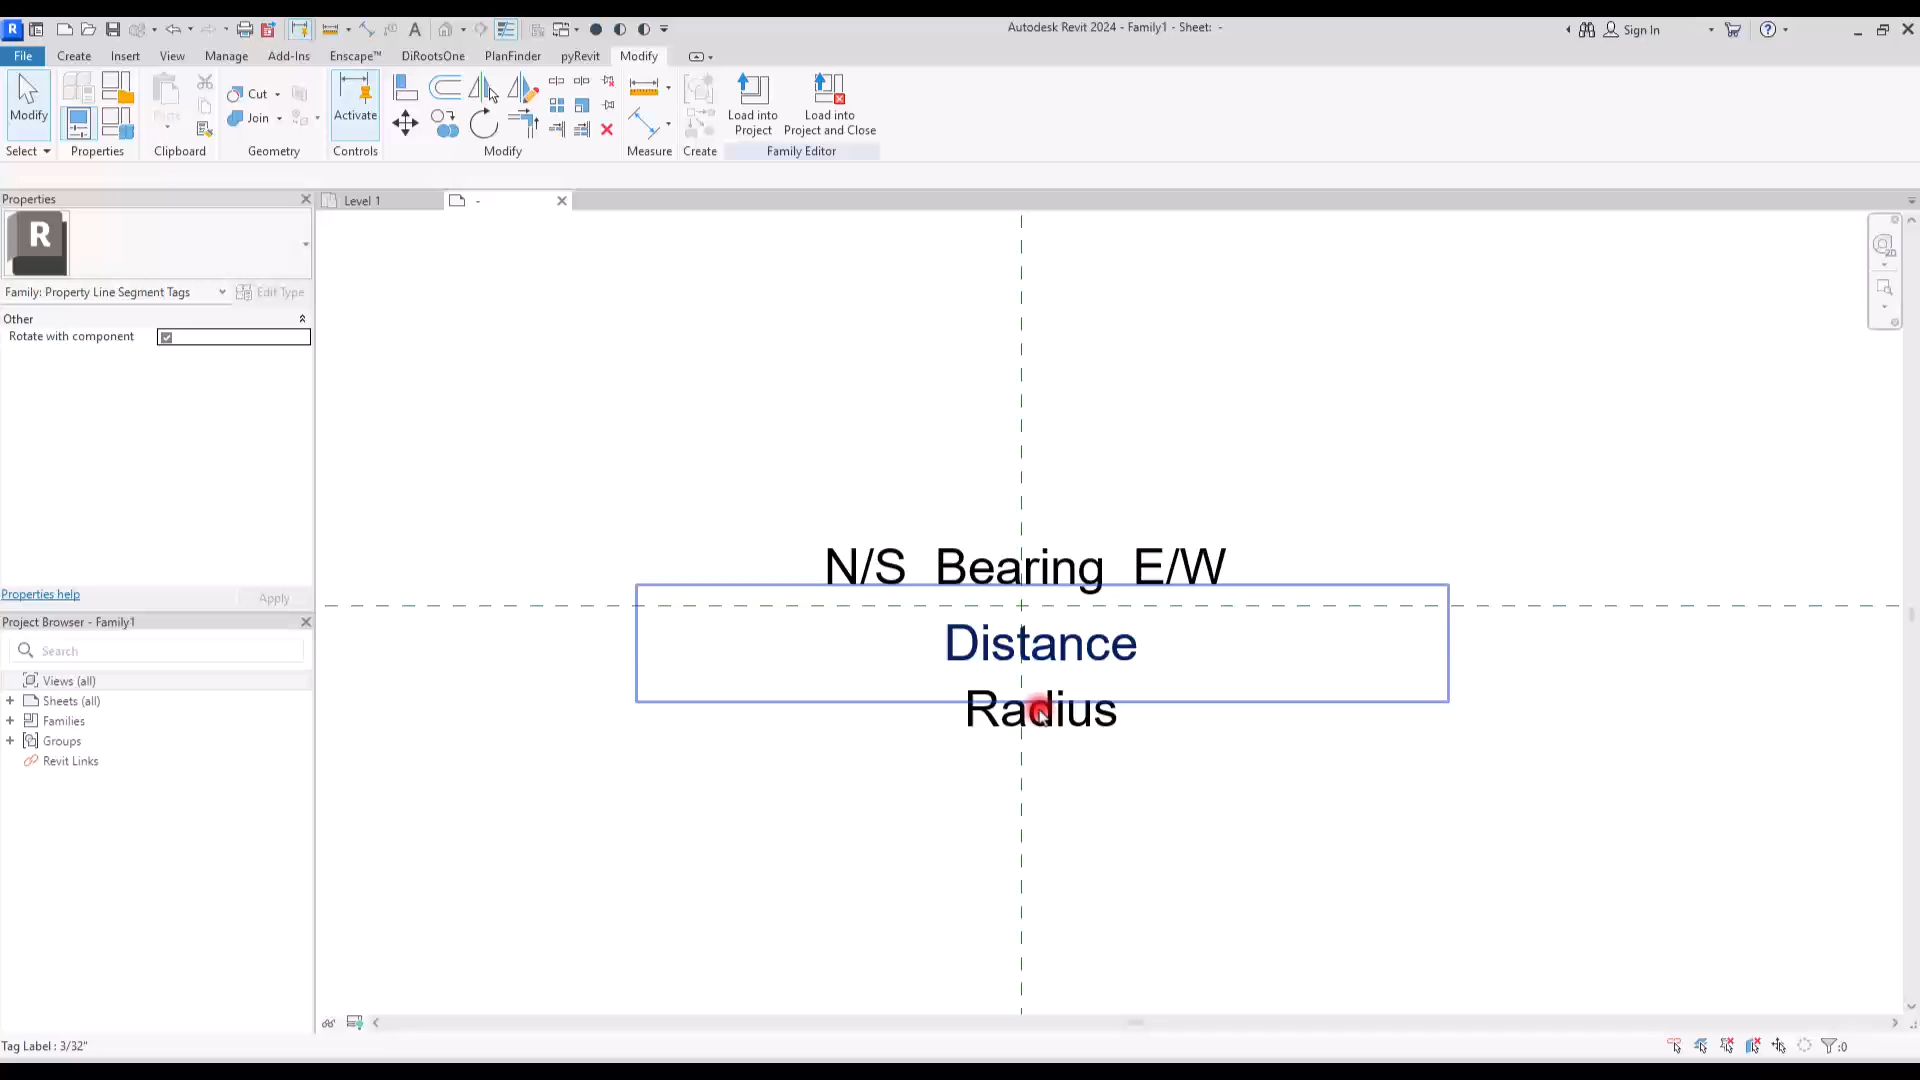 Autodesk Revit 2024 - Family1 - Sheet: -
Sign In
File Create Insert View Manage Add-Ins Enscape™ DiRootsOne PlanFinder pyRevit Modify
Modify
Cut
Join
Paste
Activate
Load into Project
Load into Project and Close
Select Properties Clipboard Geometry Controls Modify Measure Create Family Editor
Properties
Level 1
-
R
Family: Property Line Segment Tags
Edit Type
Other
Rotate with component
Properties help
Apply
Project Browser - Family1
Search
Views (all)
Sheets (all)
Families
Groups
Revit Links
N/S Bearing E/W
Distance
Radius
Tag Label : 3/32"
:0